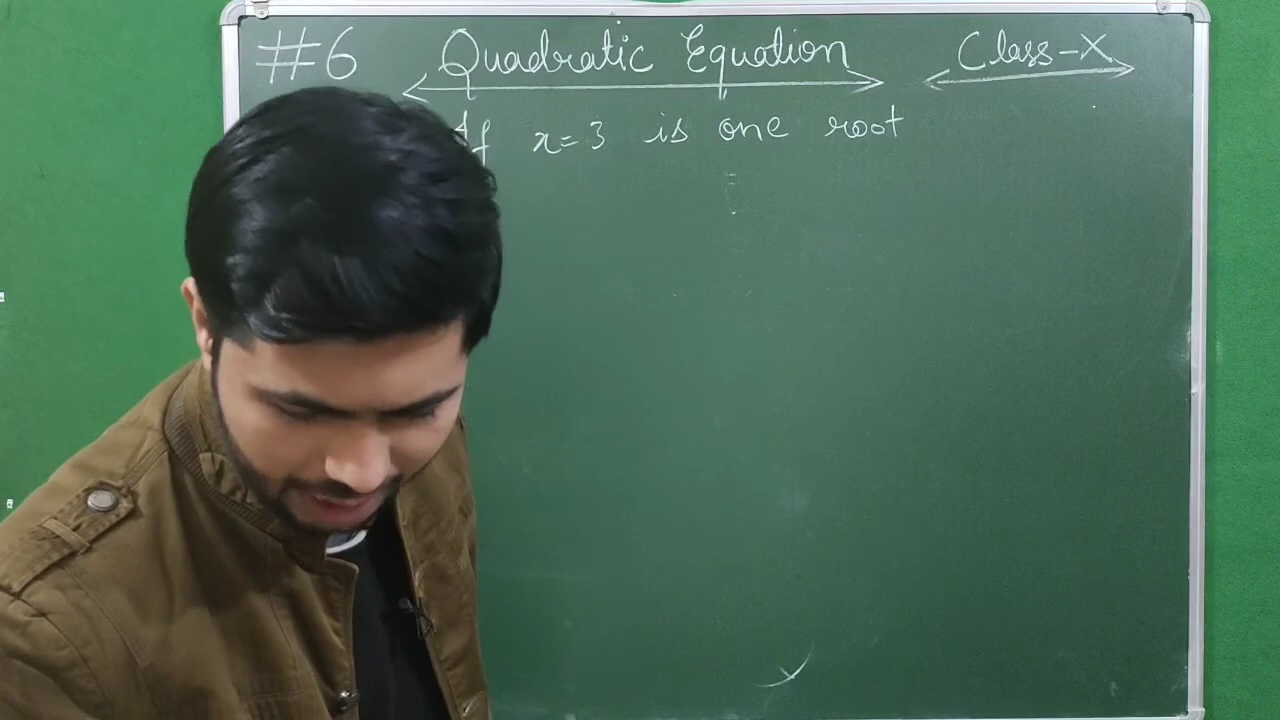 #6 Quadratic Equation Class-X
If x=3 is one root